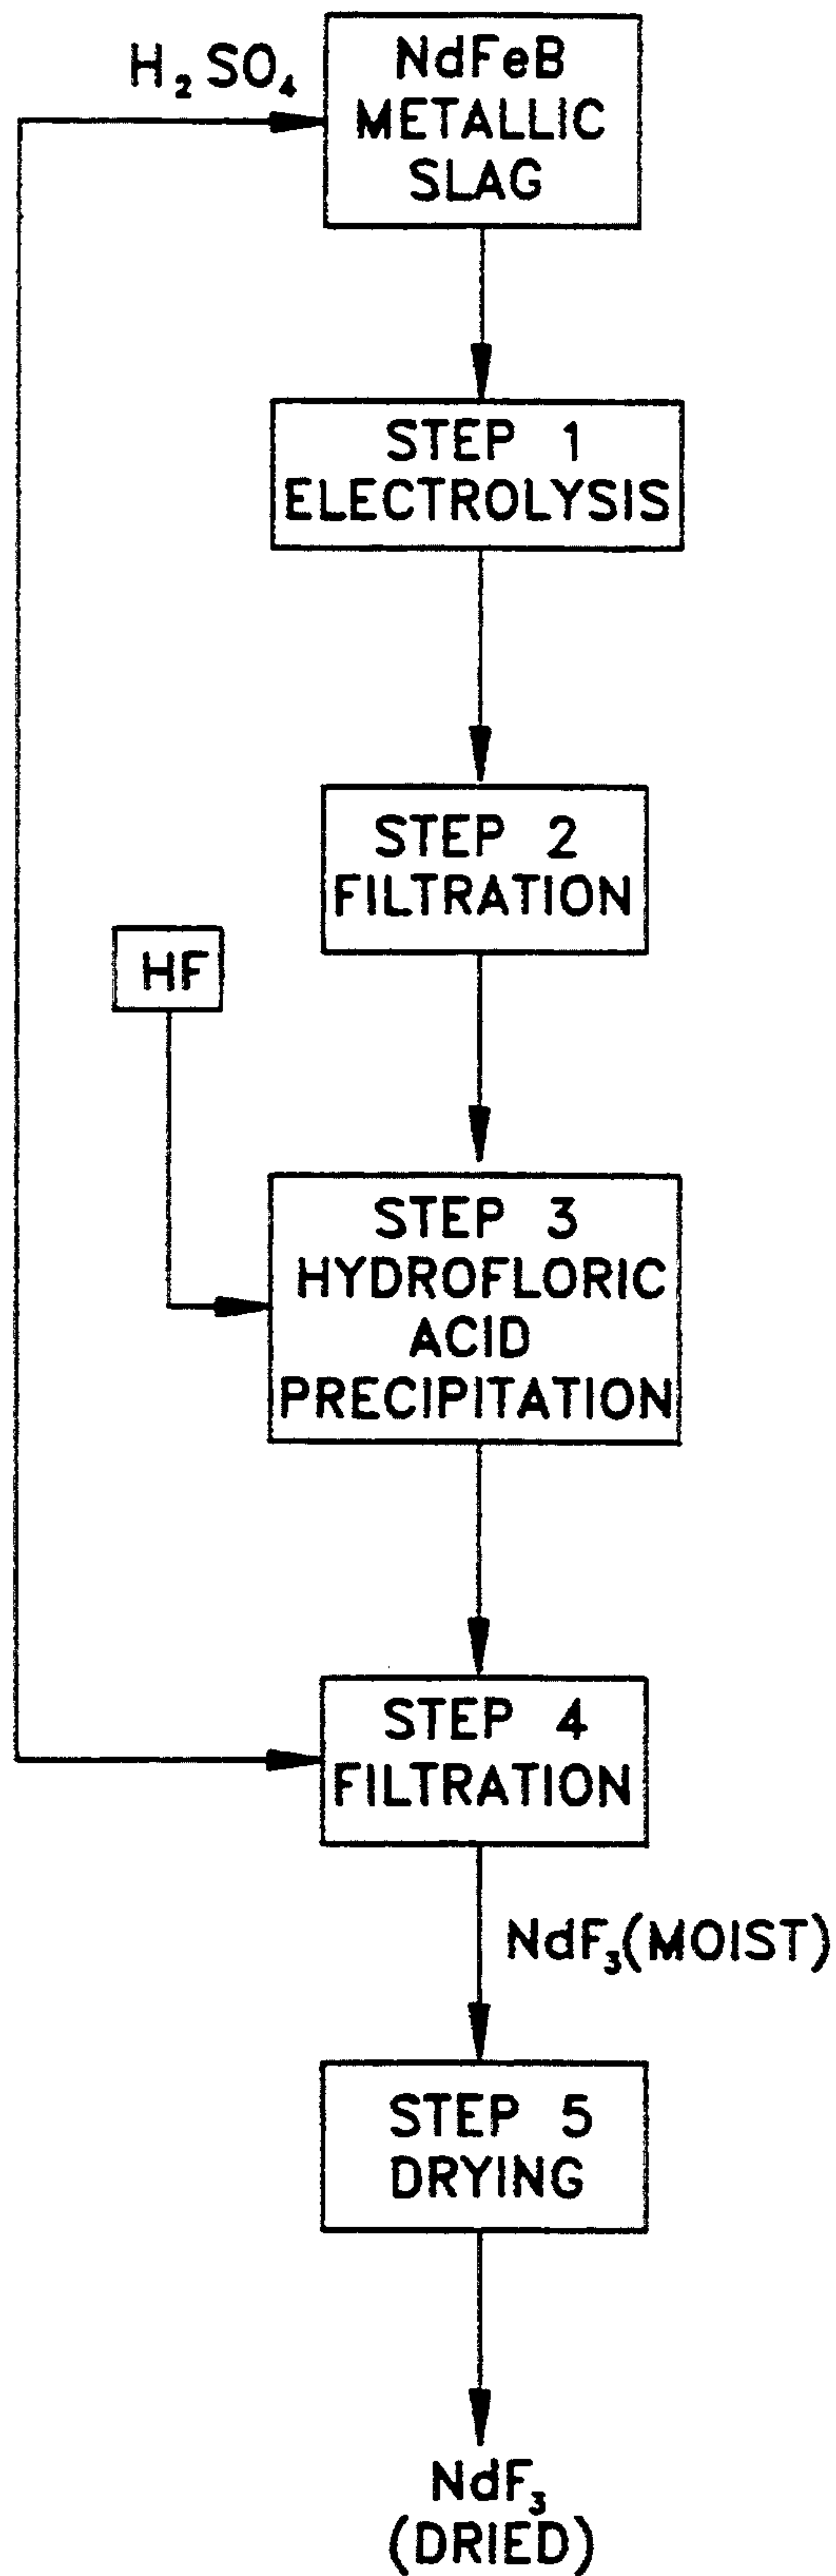 H₂SO₄
NdFeB
METALLIC
SLAG
STEP 1
ELECTROLYSIS
STEP 2
FILTRATION
HF
STEP 3
HYDROFLORIC
ACID
PRECIPITATION
STEP 4
FILTRATION
NdF₃(MOIST)
STEP 5
DRYING
NdF₃
(DRIED)